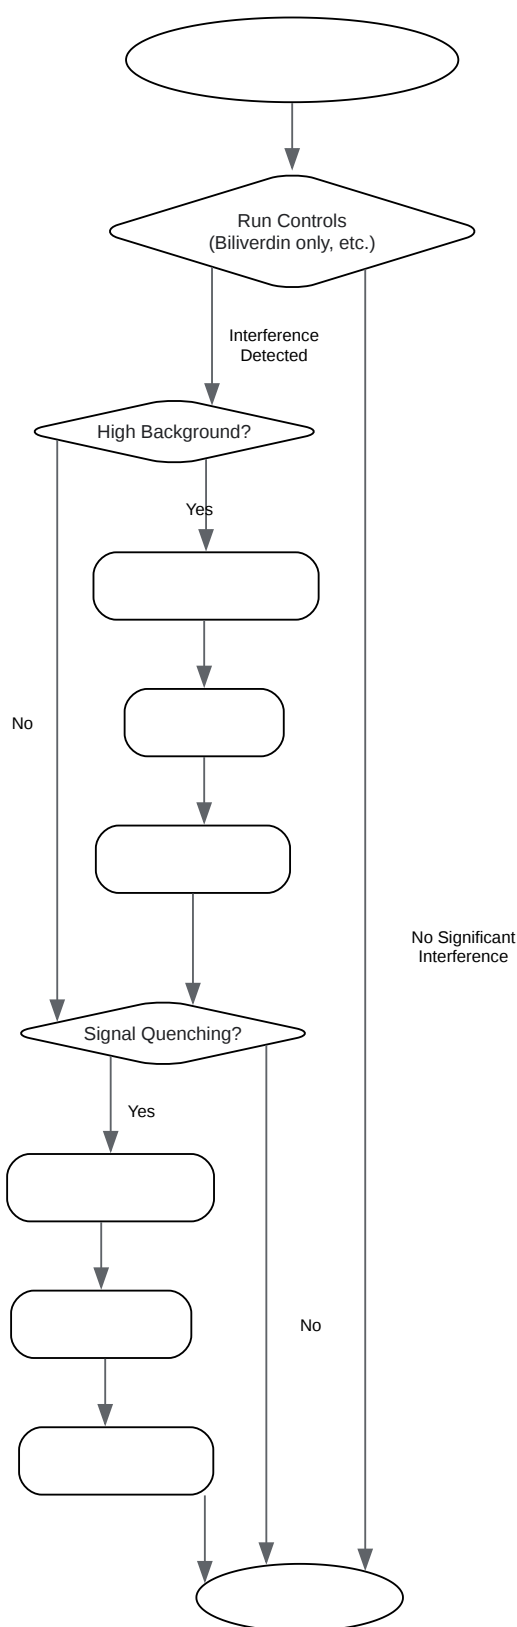 Run Controls
(Biliverdin only, etc.)
Interference
Detected
High Background?
Yes
No
No Significant
Interference
Signal Quenching?
Yes
No